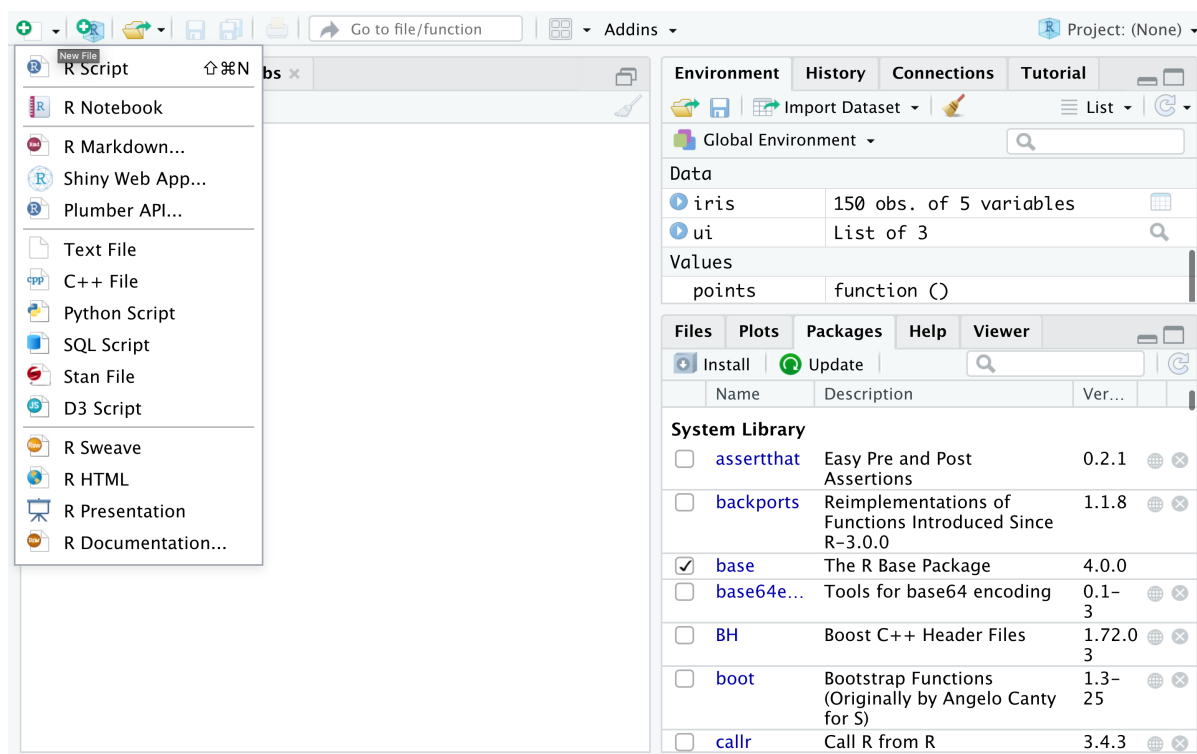 Go to file/function
Addins
Project: (None)
New File
R Script ⇧⌘N
R Notebook
R Markdown...
Shiny Web App...
Plumber API...
Text File
C++ File
Python Script
SQL Script
Stan File
D3 Script
R Sweave
R HTML
R Presentation
R Documentation...
bs
Environment History Connections Tutorial
Import Dataset List
Global Environment
Data
iris 150 obs. of 5 variables
ui List of 3
Values
points function ()
Files Plots Packages Help Viewer
Install Update
Name Description Ver...
System Library
assertthat Easy Pre and Post 0.2.1
Assertions
backports Reimplementations of 1.1.8
Functions Introduced Since
R-3.0.0
base The R Base Package 4.0.0
base64e... Tools for base64 encoding 0.1-
3
BH Boost C++ Header Files 1.72.0
3
boot Bootstrap Functions 1.3-
(Originally by Angelo Canty 25
for S)
callr Call R from R 3.4.3